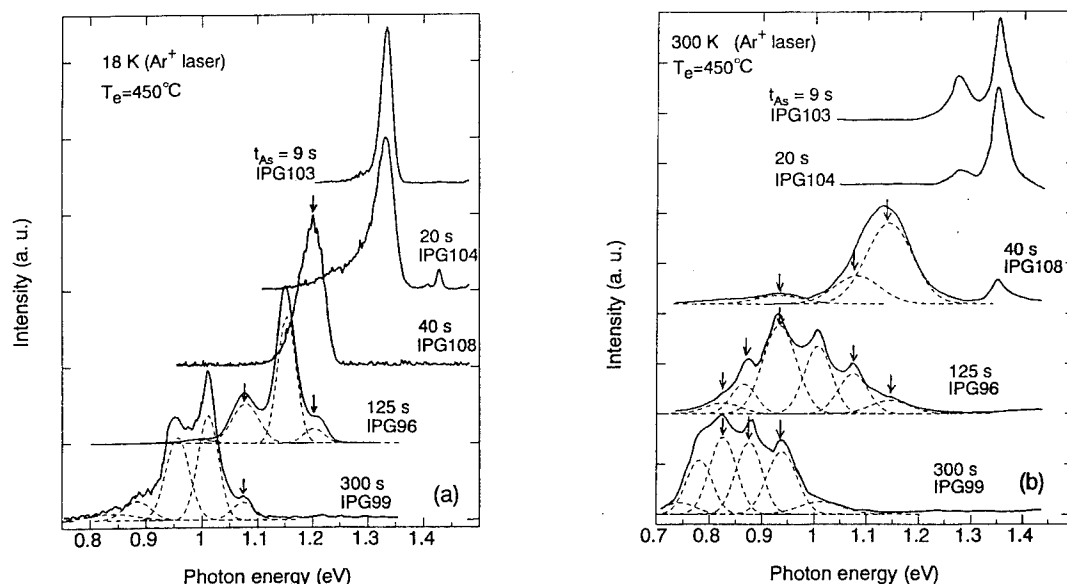 18 K (Ar+ laser)
Te=450°C
tAs = 9 s
IPG103
20 s
IPG104
40 s
IPG108
125 s
IPG96
300 s
IPG99
(a)
Intensity (a. u.)
0.8 0.9 1 1.1 1.2 1.3 1.4
Photon energy (eV)
300 K (Ar+ laser)
Te=450°C
tAs = 9 s
IPG103
20 s
IPG104
40 s
IPG108
125 s
IPG96
300 s
IPG99
(b)
Intensity (a. u.)
0.7 0.8 0.9 1 1.1 1.2 1.3 1.4
Photon energy (eV)